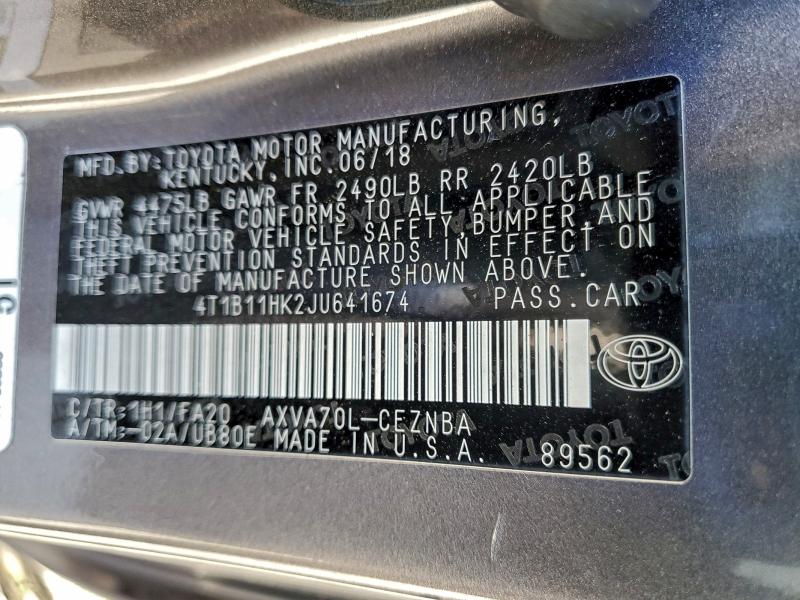 MFD.BY:TOYOTA MOTOR MANUFACTURING,
KENTUCKY,INC.06/18
GVWR 4475LB GAWR FR 2490LB RR 2420LB
THIS VEHICLE CONFORMS TO ALL APPLICABLE
FEDERAL MOTOR VEHICLE SAFETY,BUMPER,AND
THEFT PREVENTION STANDARDS IN EFFECT ON
THE DATE OF MANUFACTURE SHOWN ABOVE.
4T1B11HK2JU641674 PASS.CAR
C/TR:1H1/FA20 AXVA70L-CEZNBA
A/TM:-02A/UB80E MADE IN U.S.A.
89562